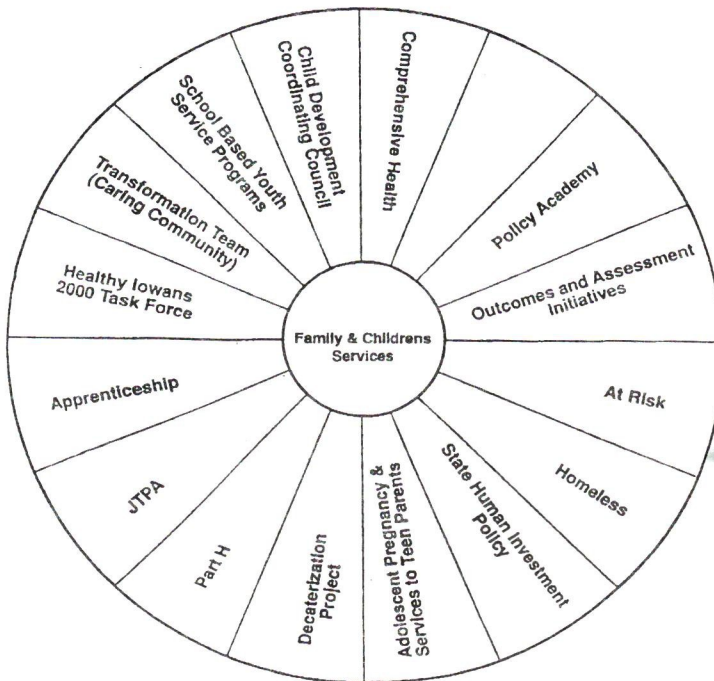 Comprehensive Health
Policy Academy
Outcomes and Assessment
Initiatives
At Risk
Homeless
State Human Investment
Policy
Adolescent Pregnancy &
Services to Teen Parents
Decaterization
Project
Part H
JTPA
Apprenticeship
Healthy Iowans
2000 Task Force
Transformation Team
(Caring Community)
School Based Youth
Service Programs
Child Development
Coordinating Council
Family & Childrens
Services